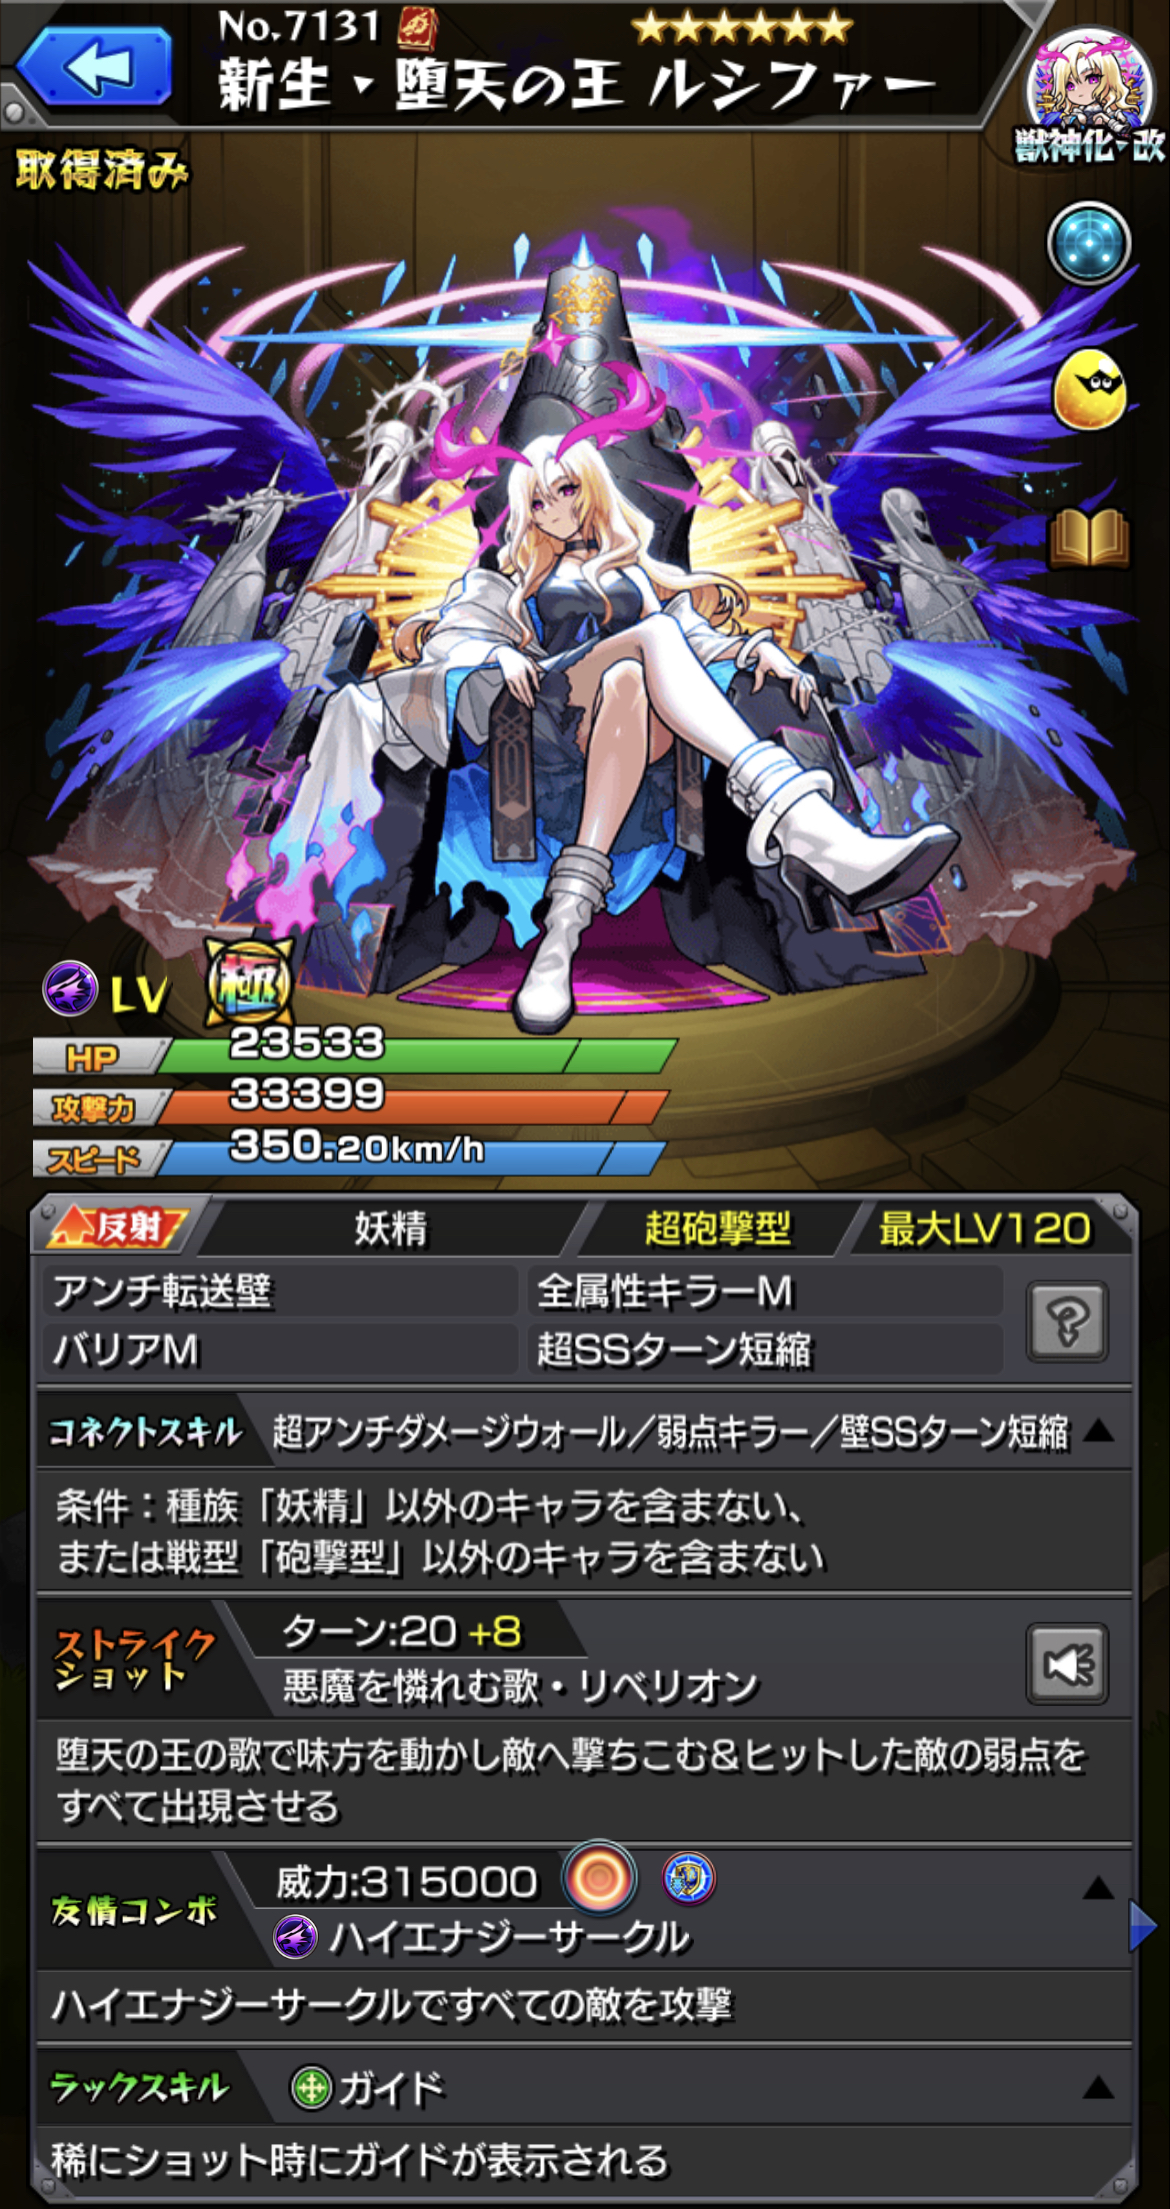 No.7131
新生・堕天の王 ルシファー
獣神化・改
取得済み
LV 極
HP 23533
攻撃力 33399
スピード 350.20km/h
反射 妖精 超砲撃型 最大LV120
アンチ転送壁 全属性キラーM
バリアM 超SSターン短縮
コネクトスキル 超アンチダメージウォール/弱点キラー/壁SSターン短縮
条件:種族「妖精」以外のキャラを含まない、
または戦型「砲撃型」以外のキャラを含まない
ストライクショット ターン:20 +8
悪魔を憐れむ歌・リベリオン
堕天の王の歌で味方を動かし敵へ撃ちこむ&ヒットした敵の弱点を
すべて出現させる
友情コンボ 威力:315000
ハイエナジーサークル
ハイエナジーサークルですべての敵を攻撃
ラックスキル ガイド
稀にショット時にガイドが表示される